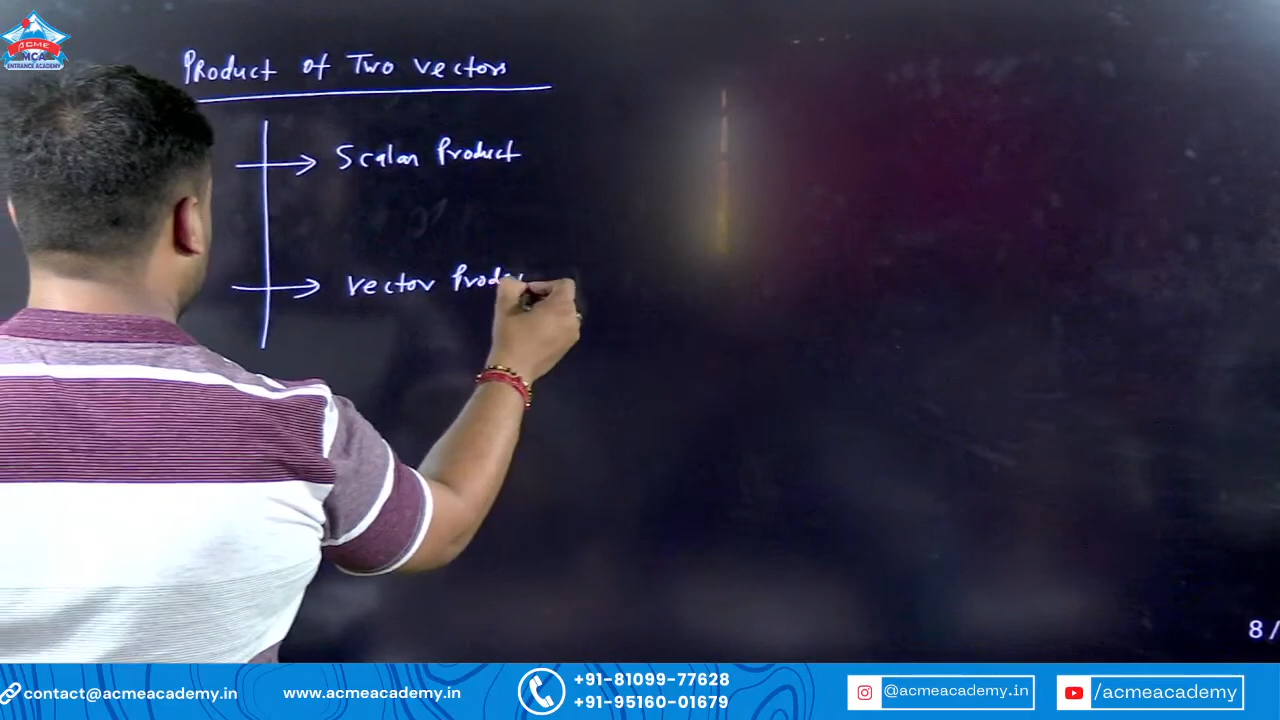 ACME
MCA
ENTRANCE ACADEMY
Product of Two vectors
Scalar Product
vector Produ
8/
contact@acmeacademy.in
www.acmeacademy.in
+91-81099-77628
+91-95160-01679
@acmeacademy.in
/acmeacademy